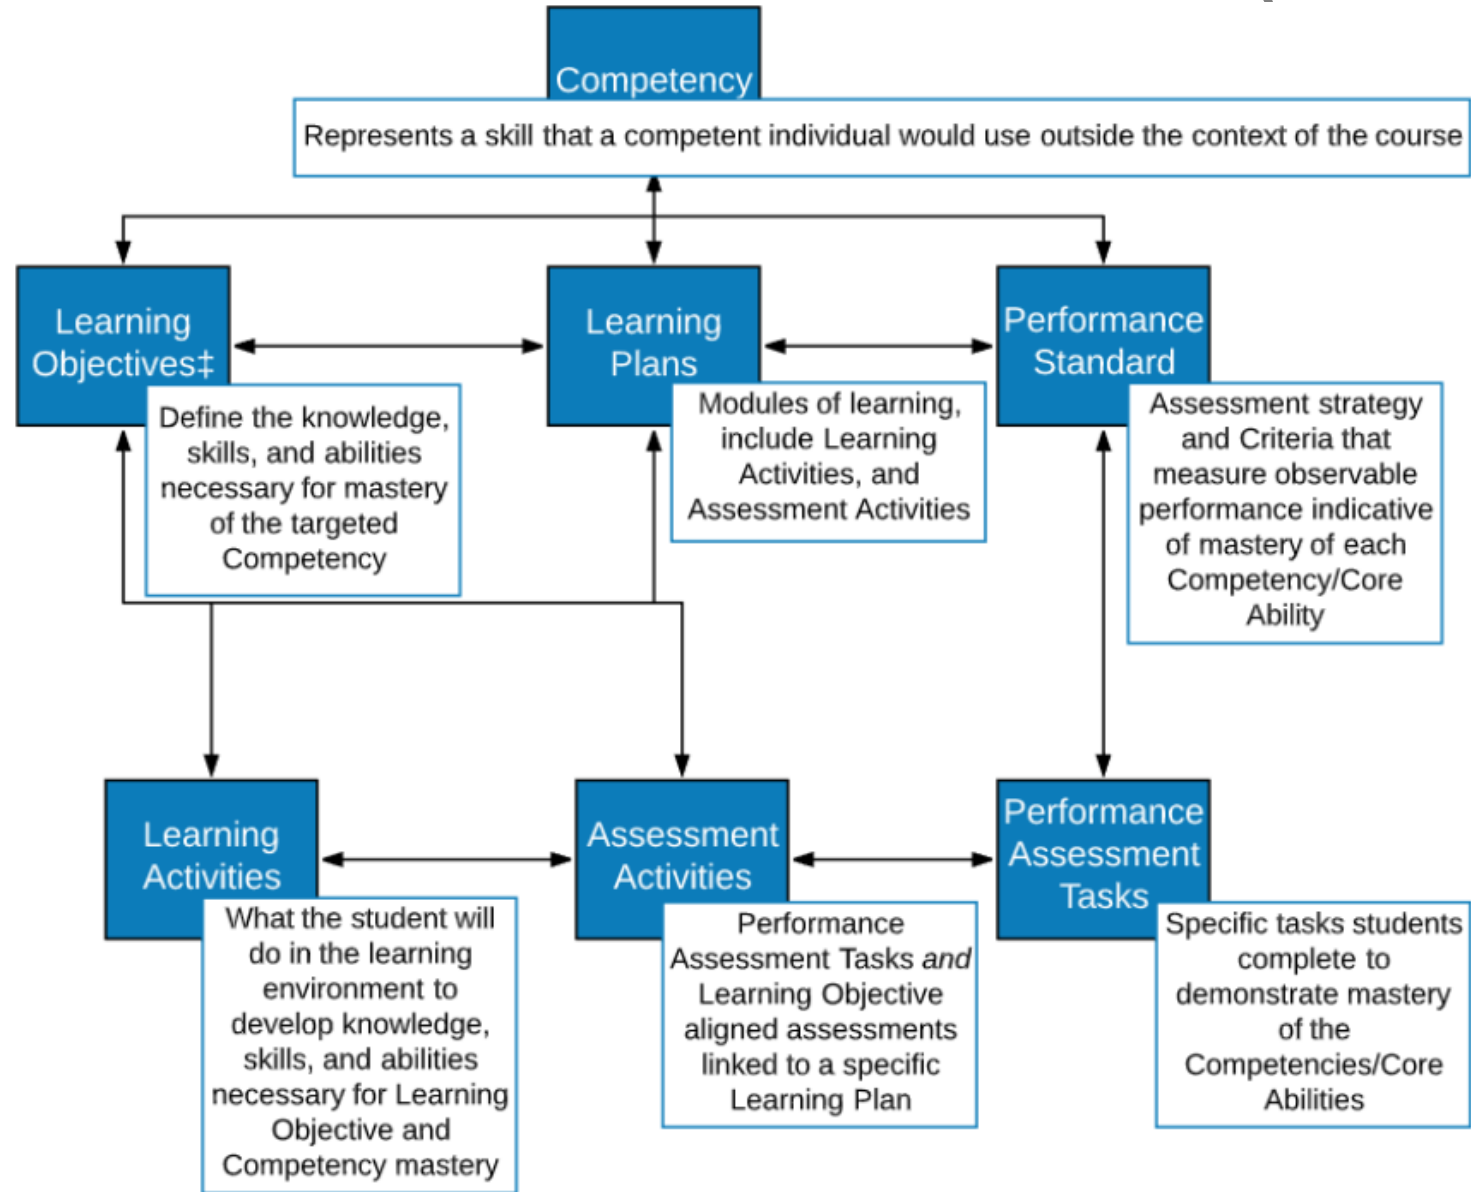 Competency
Represents a skill that a competent individual would use outside the context of the course
Learning
Objectives‡
Define the knowledge,
skills, and abilities
necessary for mastery
of the targeted
Competency
Learning
Plans
Modules of learning,
include Learning
Activities, and
Assessment Activities
Performance
Standard
Assessment strategy
and Criteria that
measure observable
performance indicative
of mastery of each
Competency/Core
Ability
Learning
Activities
What the student will
do in the learning
environment to
develop knowledge,
skills, and abilities
necessary for Learning
Objective and
Competency mastery
Assessment
Activities
Performance
Assessment Tasks and
Learning Objective
aligned assessments
linked to a specific
Learning Plan
Performance
Assessment
Tasks
Specific tasks students
complete to
demonstrate mastery
of the
Competencies/Core
Abilities